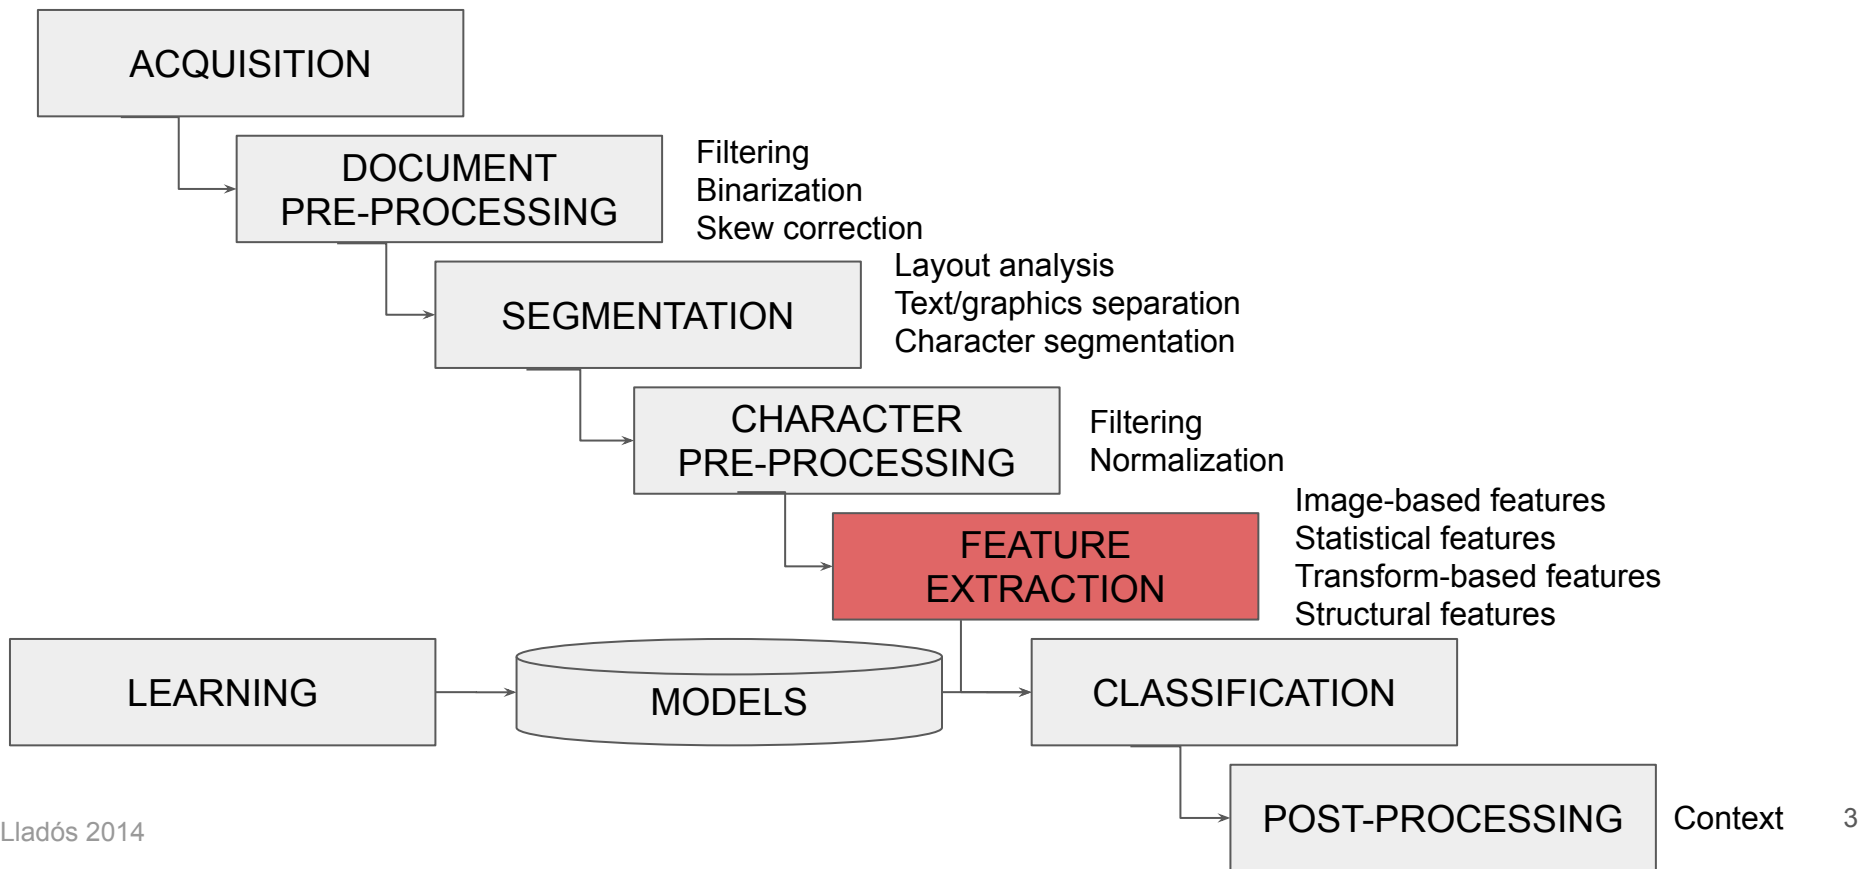 ACQUISITION
DOCUMENT
PRE-PROCESSING
Filtering
Binarization
Skew correction
SEGMENTATION
Layout analysis
Text/graphics separation
Character segmentation
CHARACTER
PRE-PROCESSING
Filtering
Normalization
FEATURE
EXTRACTION
Image-based features
Statistical features
Transform-based features
Structural features
LEARNING
MODELS
CLASSIFICATION
POST-PROCESSING
Context
Lladós 2014
3